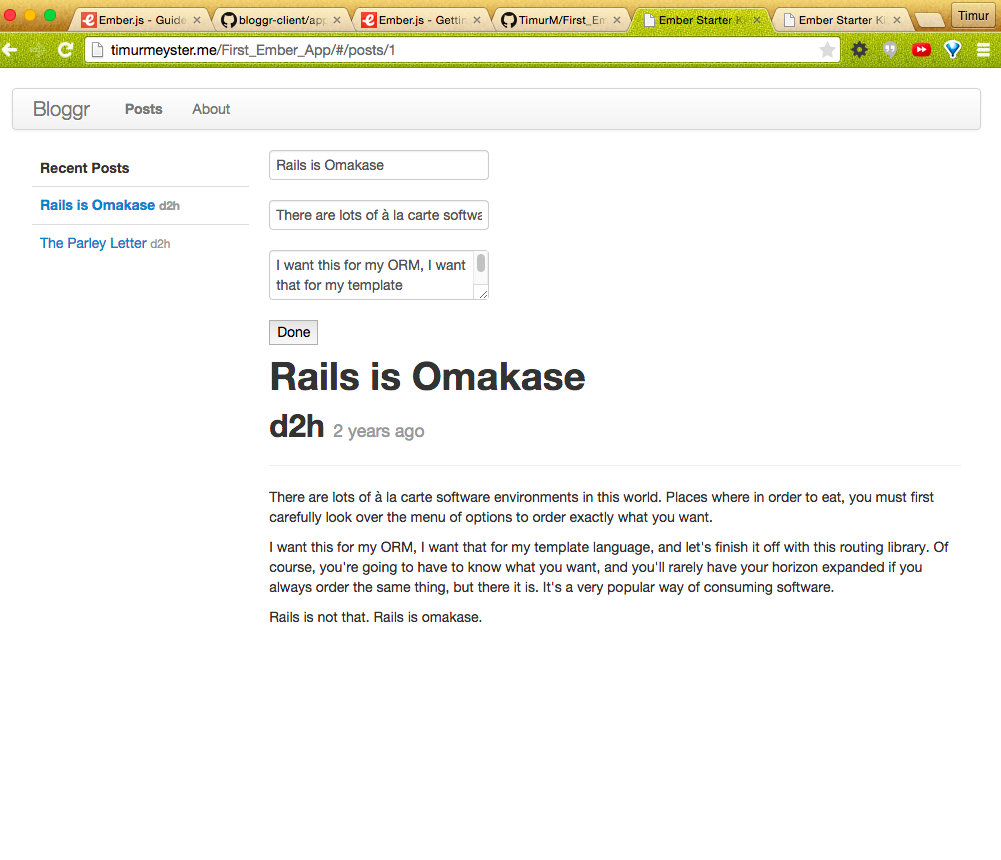 Ember.js - Guide
bloggr-client/app
Ember.js - Gettin
TimurM/First_Em
Ember Starter Ki
Ember Starter Ki
Timur
timurmeyster.me/First_Ember_App/#/posts/1
Bloggr
Posts
About
Recent Posts
Rails is Omakase d2h
The Parley Letter d2h
Rails is Omakase
There are lots of à la carte softwa
I want this for my ORM, I want
that for my template
Done
Rails is Omakase
d2h 2 years ago
There are lots of à la carte software environments in this world. Places where in order to eat, you must first
carefully look over the menu of options to order exactly what you want.
I want this for my ORM, I want that for my template language, and let's finish it off with this routing library. Of
course, you're going to have to know what you want, and you'll rarely have your horizon expanded if you
always order the same thing, but there it is. It's a very popular way of consuming software.
Rails is not that. Rails is omakase.